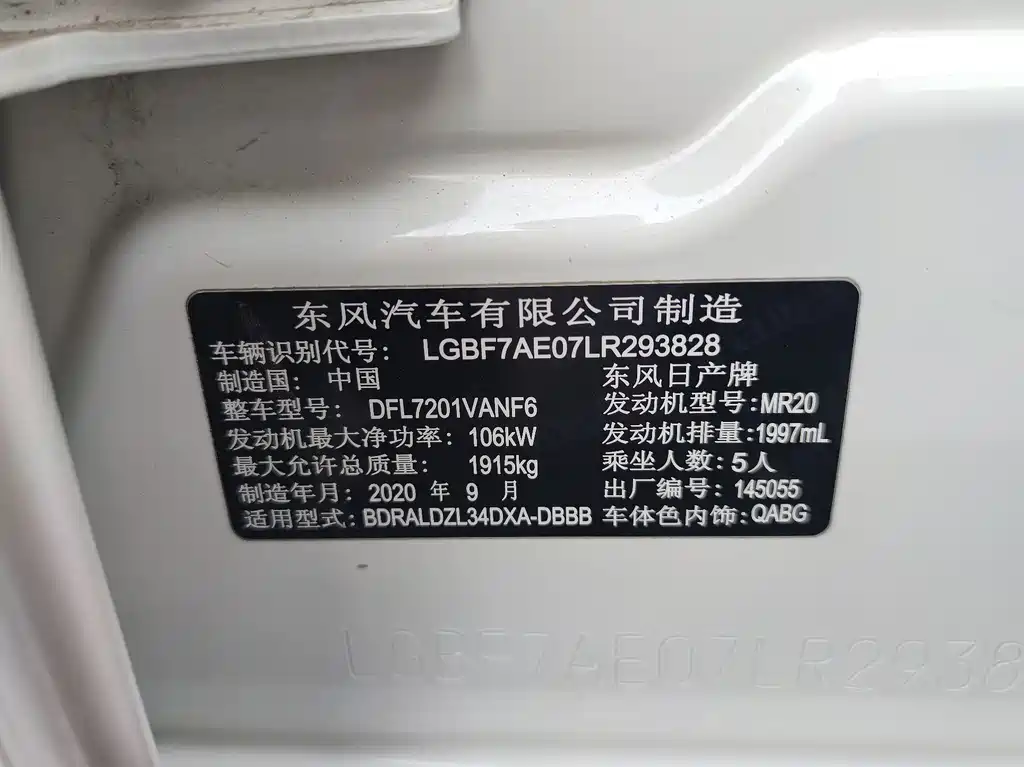 东风汽车有限公司制造
车辆识别代号: LGBF7AE07LR293828
制造国: 中国 东风日产牌
整车型号: DFL7201VANF6 发动机型号:MR20
发动机最大净功率: 106kW 发动机排量:1997mL
最大允许总质量: 1915kg 乘坐人数: 5人
制造年月: 2020 年 9 月 出厂编号: 145055
适用型式: BDRALDZL34DXA-DBBB 车体色内饰:QABG
LGBF7AE07LR2938